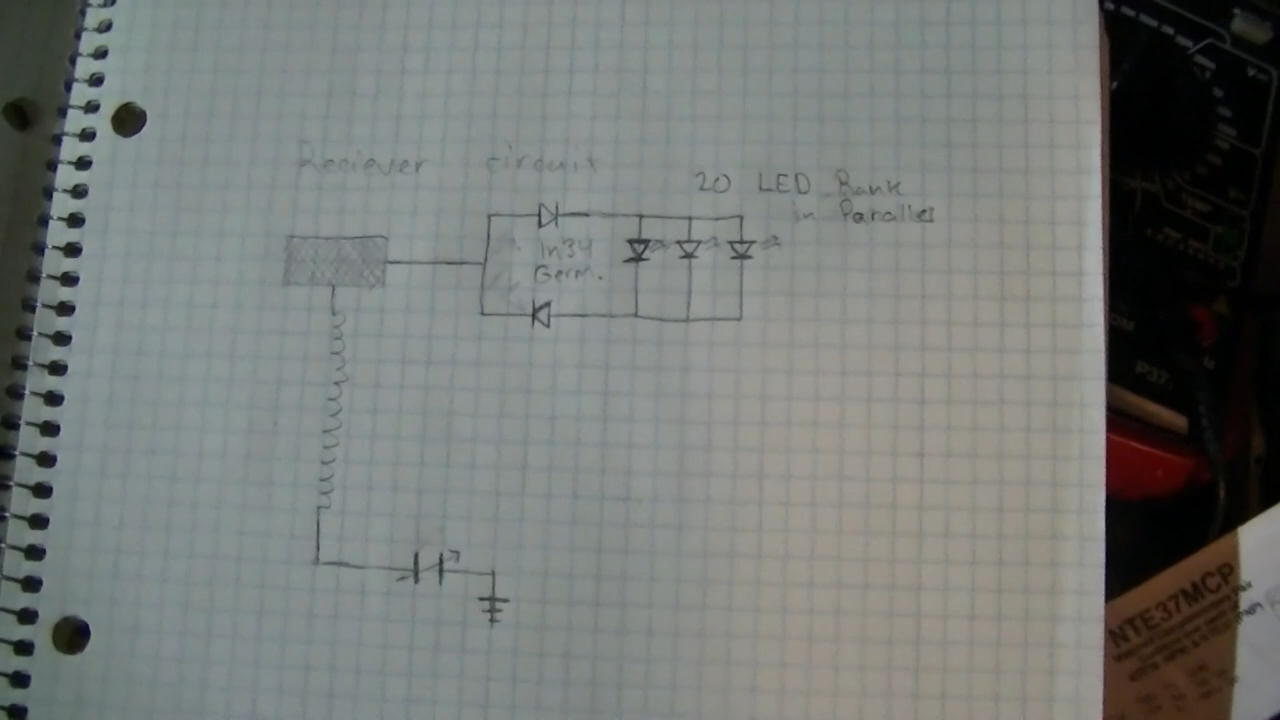 Reciever circuit
20 LED Bank
in Parallel
1n34
Germ.
NTE37MCP